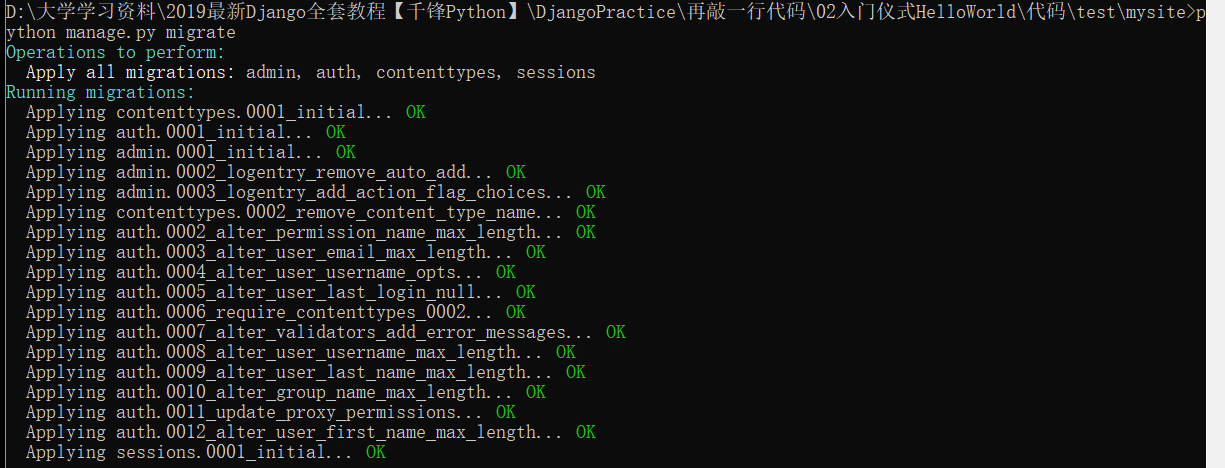 D:\大学学习资料\2019最新Django全套教程【千锋Python】\DjangoPractice\再敲一行代码\02入门仪式HelloWorld\代码\test\mysite>p
ython manage.py migrate
Operations to perform:
  Apply all migrations: admin, auth, contenttypes, sessions
Running migrations:
  Applying contenttypes.0001_initial... OK
  Applying auth.0001_initial... OK
  Applying admin.0001_initial... OK
  Applying admin.0002_logentry_remove_auto_add... OK
  Applying admin.0003_logentry_add_action_flag_choices... OK
  Applying contenttypes.0002_remove_content_type_name... OK
  Applying auth.0002_alter_permission_name_max_length... OK
  Applying auth.0003_alter_user_email_max_length... OK
  Applying auth.0004_alter_user_username_opts... OK
  Applying auth.0005_alter_user_last_login_null... OK
  Applying auth.0006_require_contenttypes_0002... OK
  Applying auth.0007_alter_validators_add_error_messages... OK
  Applying auth.0008_alter_user_username_max_length... OK
  Applying auth.0009_alter_user_last_name_max_length... OK
  Applying auth.0010_alter_group_name_max_length... OK
  Applying auth.0011_update_proxy_permissions... OK
  Applying auth.0012_alter_user_first_name_max_length... OK
  Applying sessions.0001_initial... OK